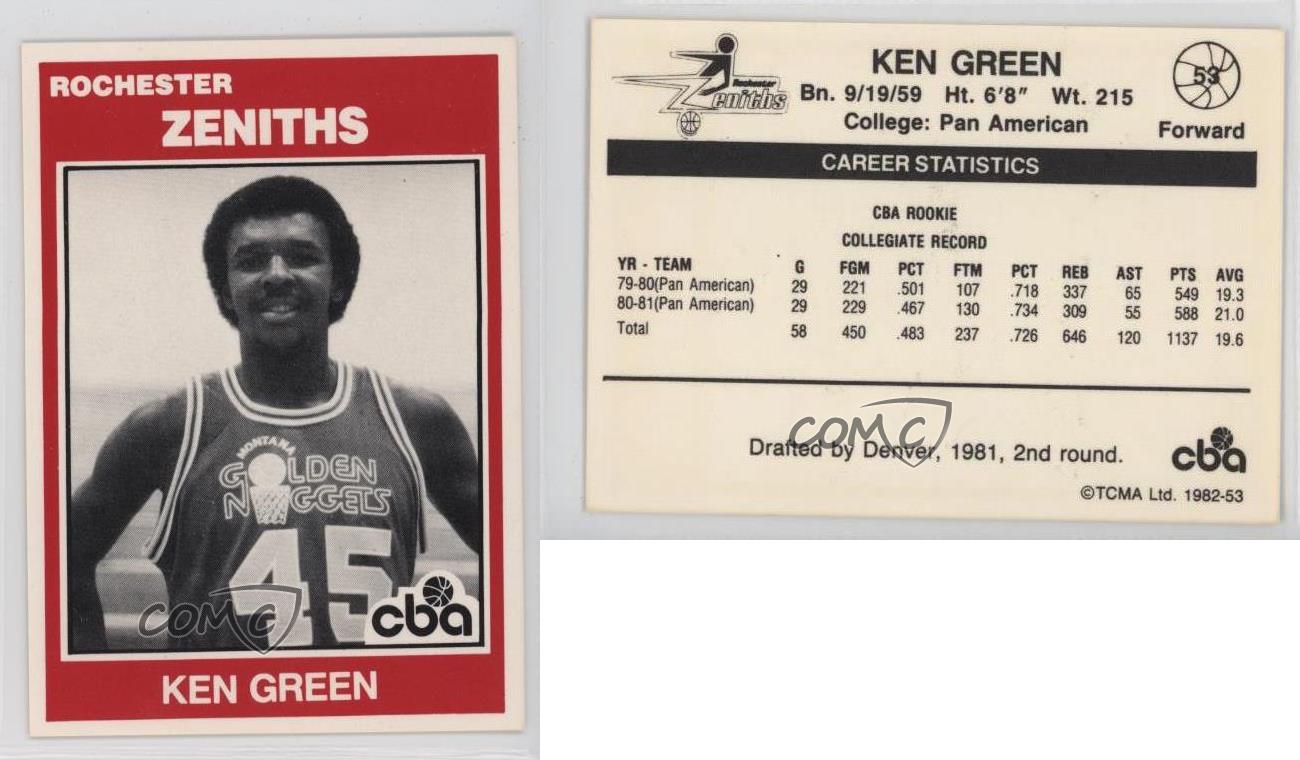 ROCHESTER
ZENITHS
MONTANA
GOLDEN
NUGGETS
45
cba
COMC
KEN GREEN
Rochester
Zeniths
KEN GREEN
Bn. 9/19/59 Ht. 6'8" Wt. 215
College: Pan American
53
Forward
CAREER STATISTICS
CBA ROOKIE
COLLEGIATE RECORD
YR - TEAM G FGM PCT FTM PCT REB AST PTS AVG
79-80(Pan American) 29 221 .501 107 .718 337 65 549 19.3
80-81(Pan American) 29 229 .467 130 .734 309 55 588 21.0
Total 58 450 .483 237 .726 646 120 1137 19.6
COMC
Drafted by Denver, 1981, 2nd round.
cba
©TCMA Ltd. 1982-53